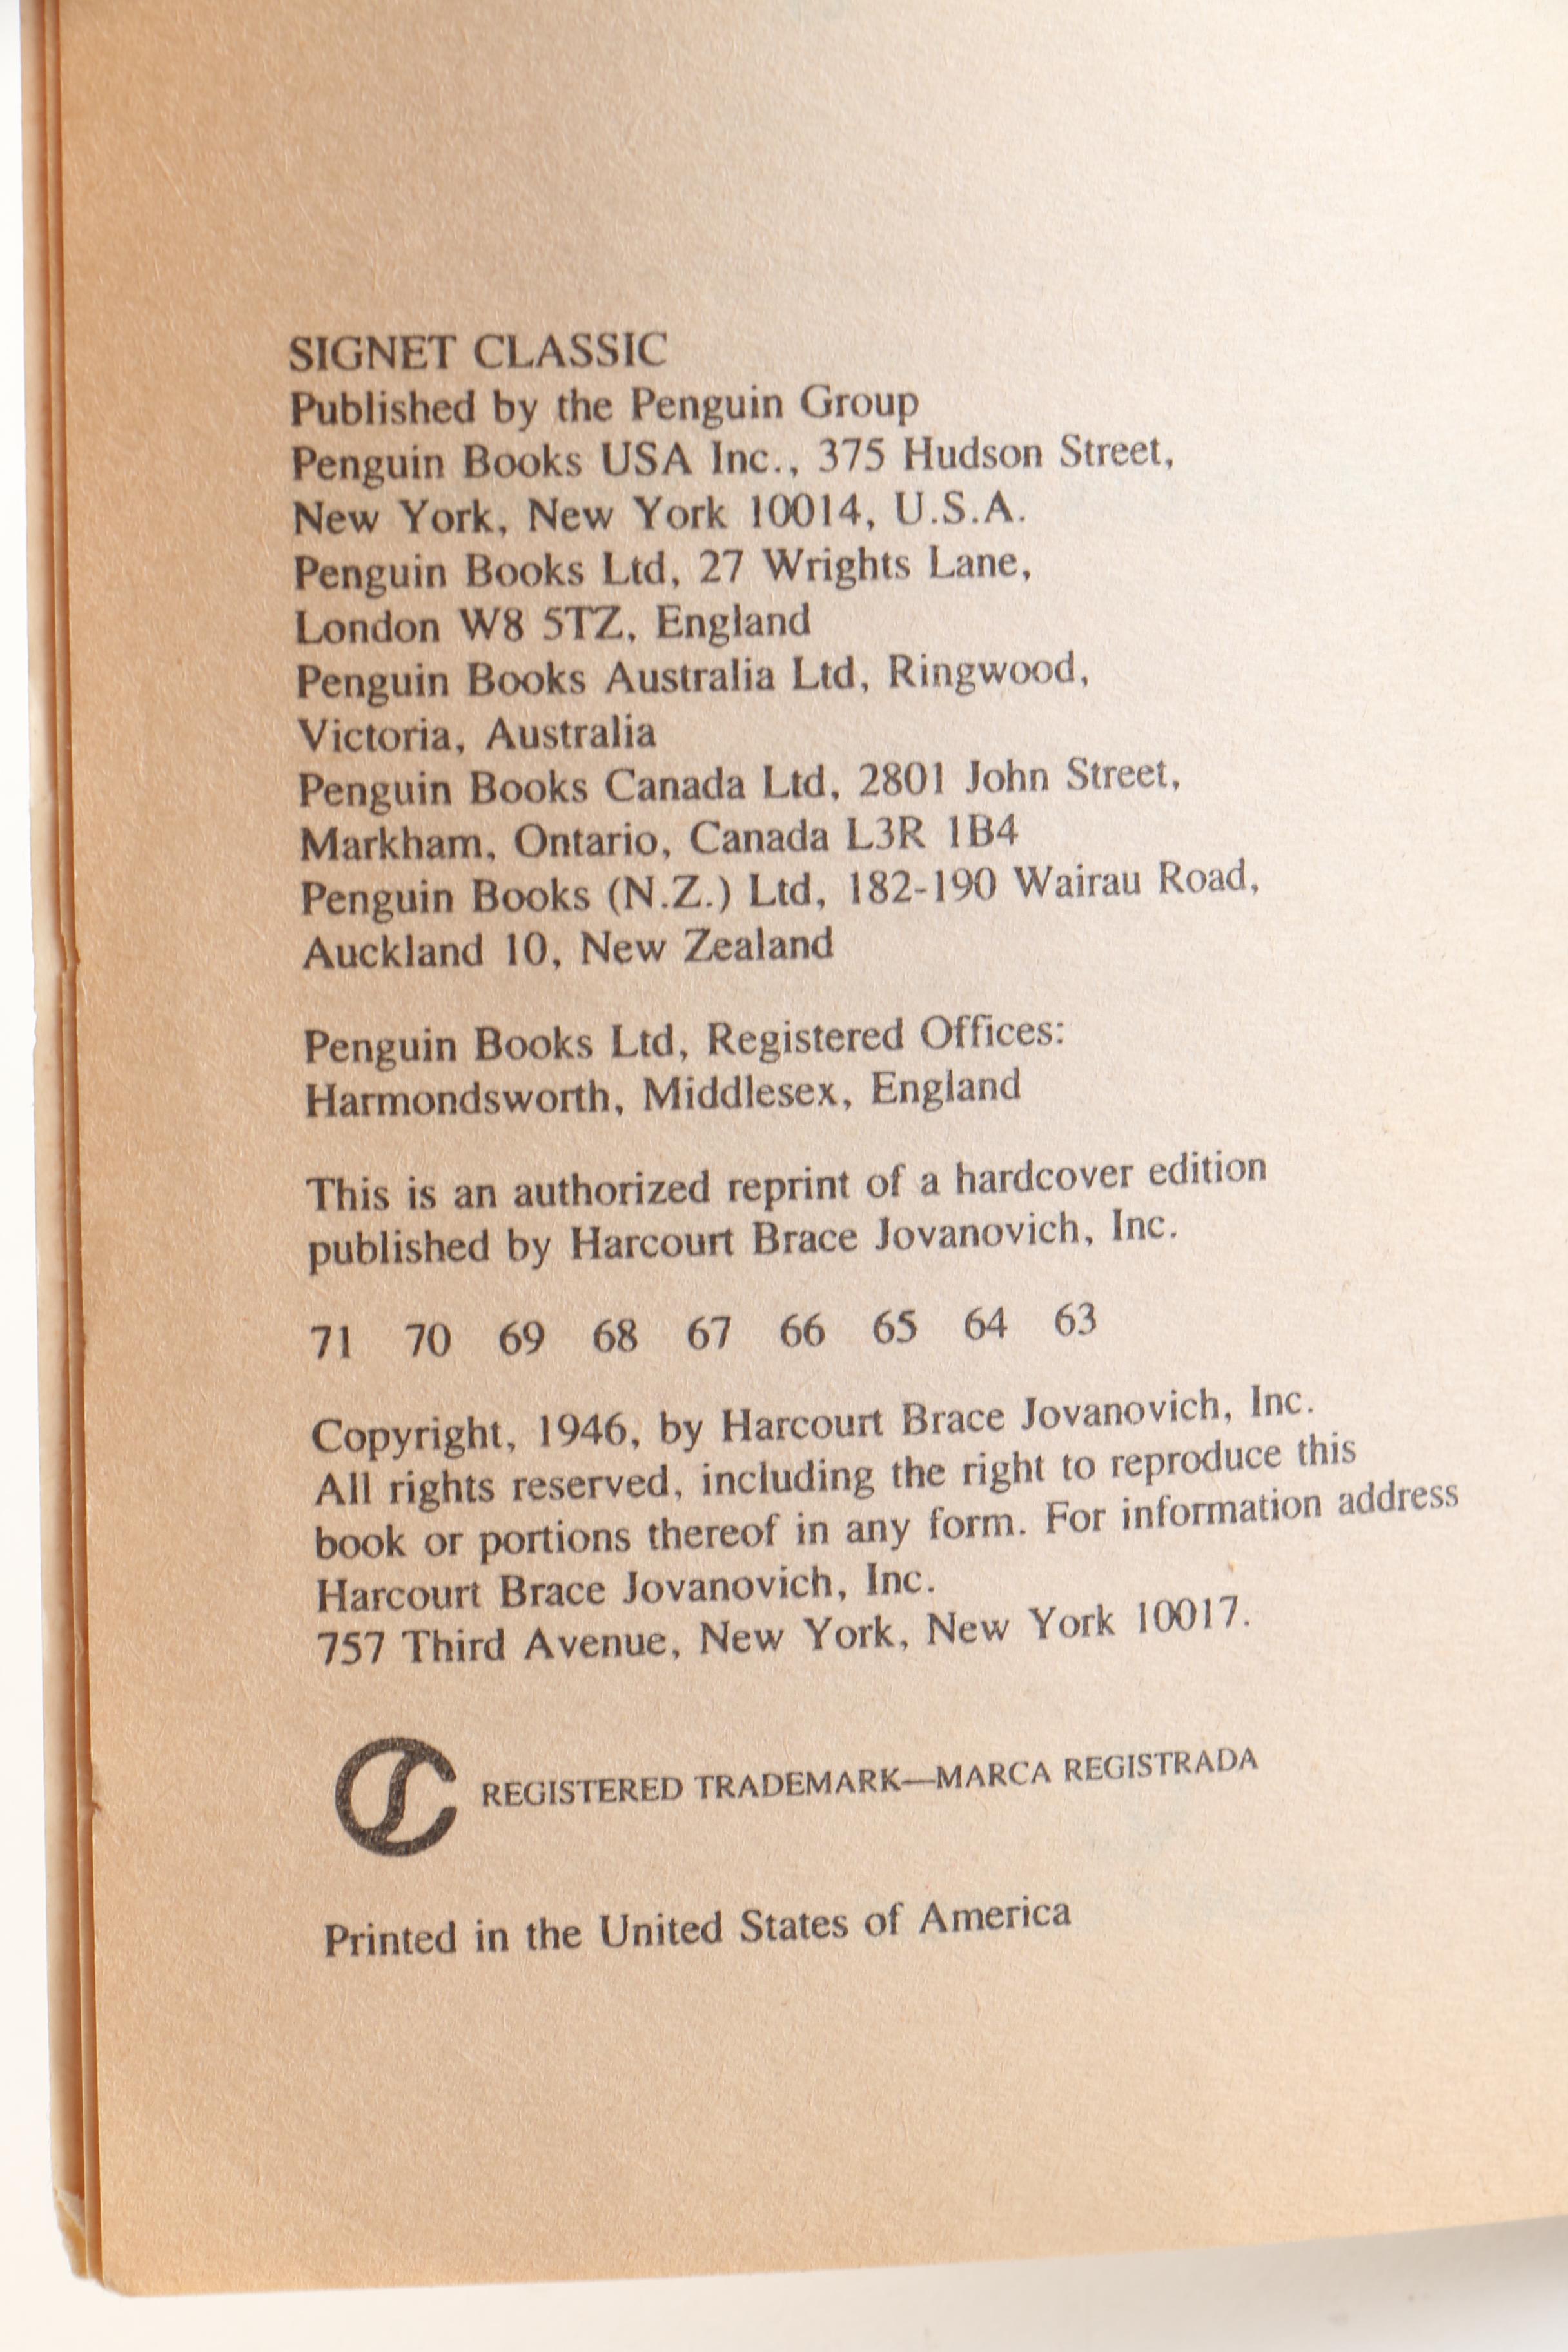 SIGNET CLASSIC
Published by the Penguin Group
Penguin Books USA Inc., 375 Hudson Street,
New York, New York 10014, U.S.A.
Penguin Books Ltd, 27 Wrights Lane,
London W8 5TZ, England
Penguin Books Australia Ltd, Ringwood,
Victoria, Australia
Penguin Books Canada Ltd, 2801 John Street,
Markham, Ontario, Canada L3R 1B4
Penguin Books (N.Z.) Ltd, 182-190 Wairau Road,
Auckland 10, New Zealand
Penguin Books Ltd, Registered Offices:
Harmondsworth, Middlesex, England
This is an authorized reprint of a hardcover edition
published by Harcourt Brace Jovanovich, Inc.
71 70 69 68 67 66 65 64 63
Copyright, 1946, by Harcourt Brace Jovanovich, Inc.
All rights reserved, including the right to reproduce this
book or portions thereof in any form. For information address
Harcourt Brace Jovanovich, Inc.
757 Third Avenue, New York, New York 10017.
REGISTERED TRADEMARK—MARCA REGISTRADA
Printed in the United States of America